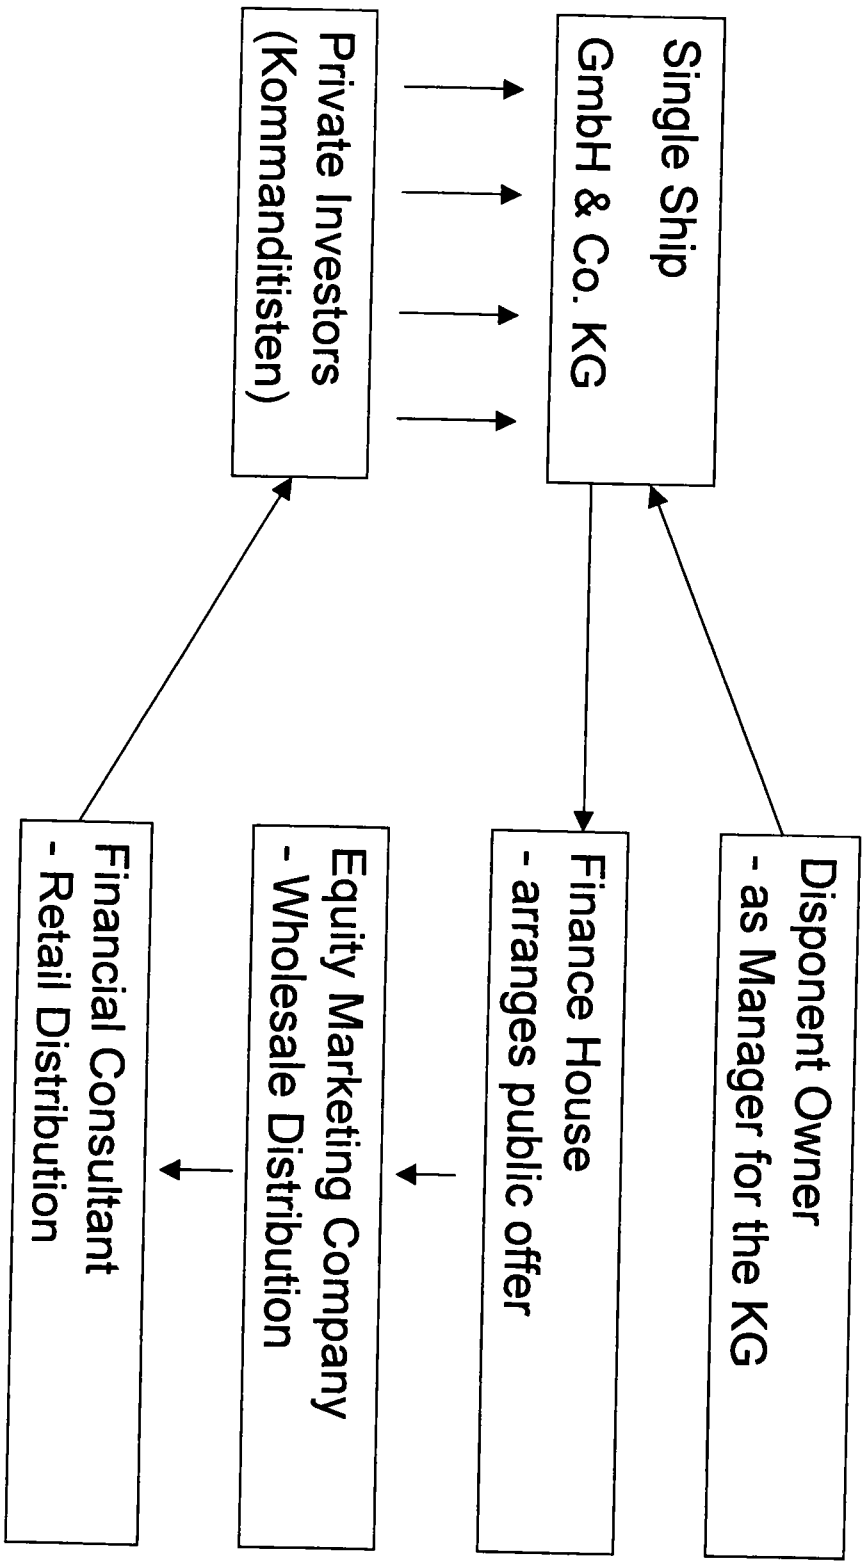 Single Ship
GmbH & Co. KG
Private Investors
(Kommanditisten)
Disponent Owner
- as Manager for the KG
Finance House
- arranges public offer
Equity Marketing Company
- Wholesale Distribution
Financial Consultant
- Retail Distribution